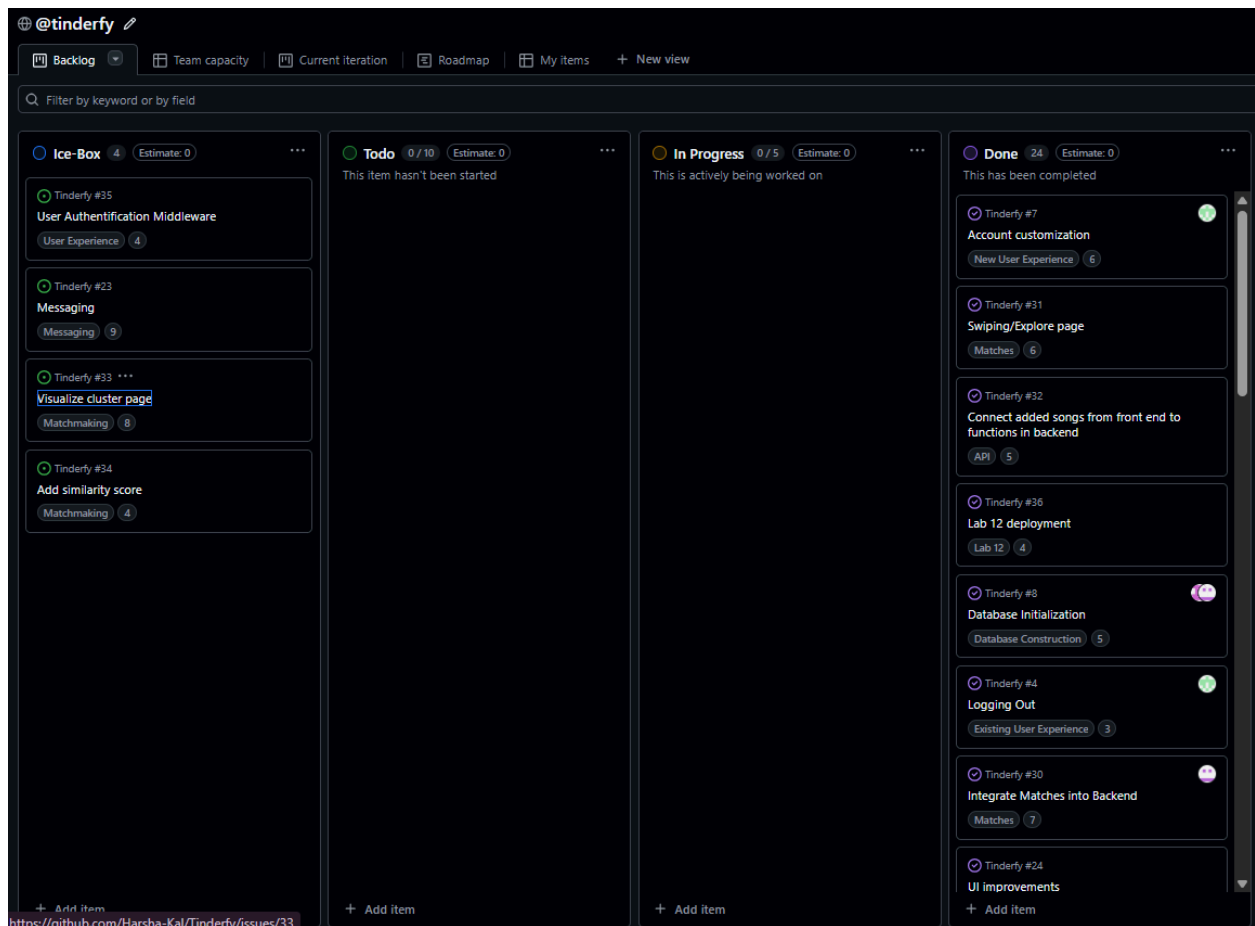 @tinderfy
Backlog
Team capacity
Current iteration
Roadmap
My items
+ New view
Filter by keyword or by field
Ice-Box 4 Estimate: 0
Tinderfy #35
User Authentification Middleware
User Experience 4
Tinderfy #23
Messaging
Messaging 9
Tinderfy #33
Visualize cluster page
Matchmaking 8
Tinderfy #34
Add similarity score
Matchmaking 4
+ Add item
https://github.com/Harsha-Kal/Tinderfy/issues/33
Todo 0 / 10 Estimate: 0
This item hasn't been started
+ Add item
In Progress 0 / 5 Estimate: 0
This is actively being worked on
+ Add item
Done 24 Estimate: 0
This has been completed
Tinderfy #7
Account customization
New User Experience 6
Tinderfy #31
Swiping/Explore page
Matches 6
Tinderfy #32
Connect added songs from front end to
functions in backend
API 5
Tinderfy #36
Lab 12 deployment
Lab 12 4
Tinderfy #8
Database Initialization
Database Construction 5
Tinderfy #4
Logging Out
Existing User Experience 3
Tinderfy #30
Integrate Matches into Backend
Matches 7
Tinderfy #24
UI improvements
+ Add item